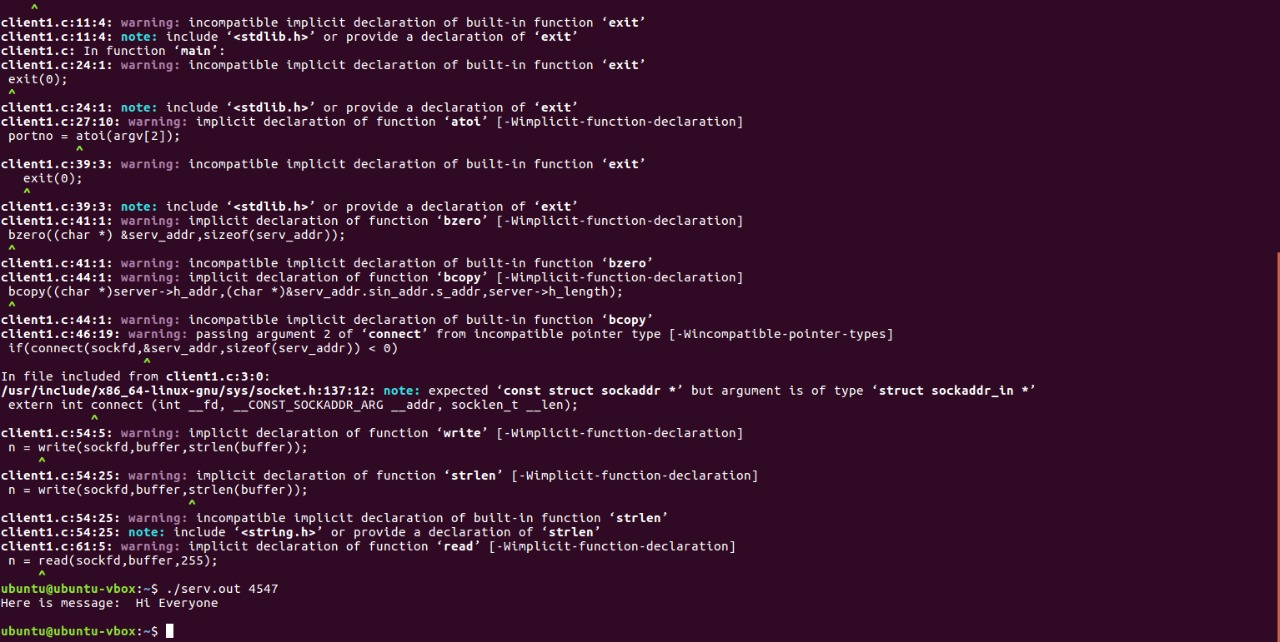 ^
client1.c:11:4: warning: incompatible implicit declaration of built-in function ‘exit’
client1.c:11:4: note: include ‘<stdlib.h>’ or provide a declaration of ‘exit’
client1.c: In function ‘main’:
client1.c:24:1: warning: incompatible implicit declaration of built-in function ‘exit’
 exit(0);
 ^
client1.c:24:1: note: include ‘<stdlib.h>’ or provide a declaration of ‘exit’
client1.c:27:10: warning: implicit declaration of function ‘atoi’ [-Wimplicit-function-declaration]
 portno = atoi(argv[2]);
          ^
client1.c:39:3: warning: incompatible implicit declaration of built-in function ‘exit’
   exit(0);
   ^
client1.c:39:3: note: include ‘<stdlib.h>’ or provide a declaration of ‘exit’
client1.c:41:1: warning: implicit declaration of function ‘bzero’ [-Wimplicit-function-declaration]
 bzero((char *) &serv_addr,sizeof(serv_addr));
 ^
client1.c:41:1: warning: incompatible implicit declaration of built-in function ‘bzero’
client1.c:44:1: warning: implicit declaration of function ‘bcopy’ [-Wimplicit-function-declaration]
 bcopy((char *)server->h_addr,(char *)&serv_addr.sin_addr.s_addr,server->h_length);
 ^
client1.c:44:1: warning: incompatible implicit declaration of built-in function ‘bcopy’
client1.c:46:19: warning: passing argument 2 of ‘connect’ from incompatible pointer type [-Wincompatible-pointer-types]
 if(connect(sockfd,&serv_addr,sizeof(serv_addr)) < 0)
                   ^
In file included from client1.c:3:0:
/usr/include/x86_64-linux-gnu/sys/socket.h:137:12: note: expected ‘const struct sockaddr *’ but argument is of type ‘struct sockaddr_in *’
 extern int connect (int __fd, __CONST_SOCKADDR_ARG __addr, socklen_t __len);
            ^
client1.c:54:5: warning: implicit declaration of function ‘write’ [-Wimplicit-function-declaration]
 n = write(sockfd,buffer,strlen(buffer));
     ^
client1.c:54:25: warning: implicit declaration of function ‘strlen’ [-Wimplicit-function-declaration]
 n = write(sockfd,buffer,strlen(buffer));
                         ^
client1.c:54:25: warning: incompatible implicit declaration of built-in function ‘strlen’
client1.c:54:25: note: include ‘<string.h>’ or provide a declaration of ‘strlen’
client1.c:61:5: warning: implicit declaration of function ‘read’ [-Wimplicit-function-declaration]
 n = read(sockfd,buffer,255);
     ^
ubuntu@ubuntu-vbox:~$ ./serv.out 4547
Here is message:  Hi Everyone
ubuntu@ubuntu-vbox:~$